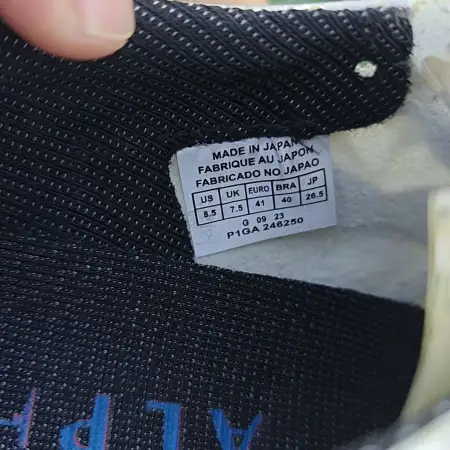 MADE IN JAPAN
FABRIQUE AU JAPON
FABRICADO NO JAPAO
US UK EURO BRA JP
8.5 7.5 41 40 26.5
G 09 23
P1GA 246250
ALP